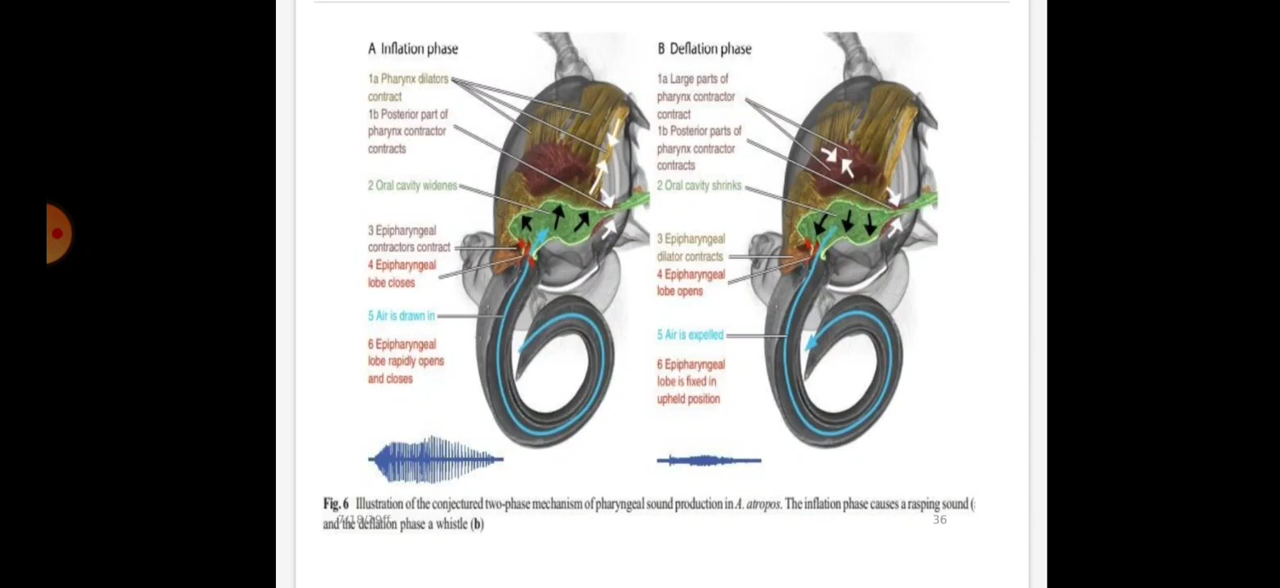 A Inflation phase
1a Pharynx dilators
contract
1b Posterior part of
pharynx contractor
contracts
2 Oral cavity widenes
3 Epipharyngeal
contractors contract
4 Epipharyngeal
lobe closes
5 Air is drawn in
6 Epipharyngeal
lobe rapidly opens
and closes
B Deflation phase
1a Large parts of
pharynx contractor
contract
1b Posterior parts of
pharynx contractor
contracts
2 Oral cavity shrinks
3 Epipharyngeal
dilator contracts
4 Epipharyngeal
lobe opens
5 Air is expelled
6 Epipharyngeal
lobe is fixed in
upheld position
Fig. 6 Illustration of the conjectured two-phase mechanism of pharyngeal sound production in A. atropos. The inflation phase causes a rasping sound (
and the deflation phase a whistle (b)
36